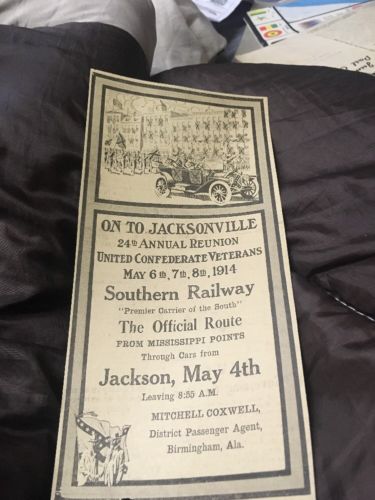 ON TO JACKSONVILLE
24th ANNUAL REUNION
UNITED CONFEDERATE VETERANS
MAY 6th, 7th, 8th, 1914
Southern Railway
"Premier Carrier of the South"
The Official Route
FROM MISSISSIPPI POINTS
Through Cars from
Jackson, May 4th
Leaving 8:55 A.M.
MITCHELL COXWELL,
District Passenger Agent,
Birmingham, Ala.